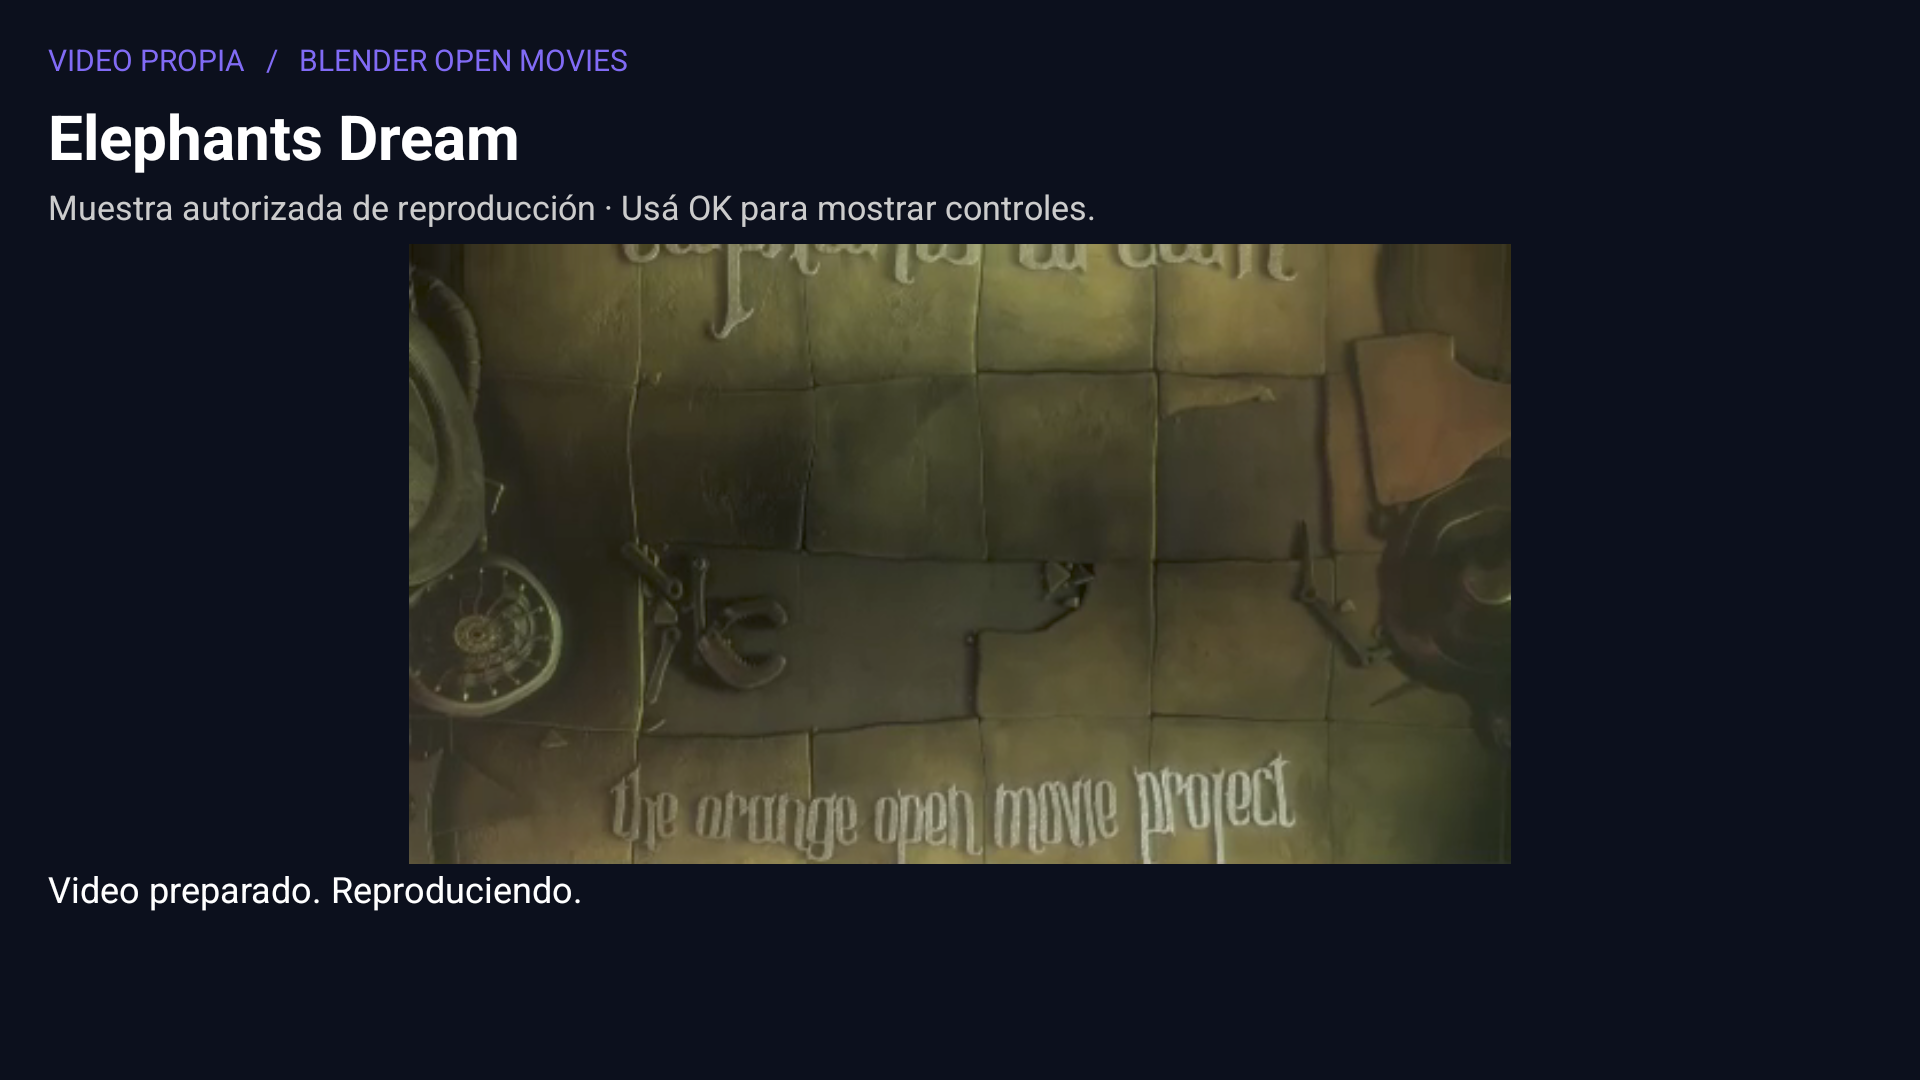 VIDEO PROPIA / BLENDER OPEN MOVIES
Elephants Dream
Muestra autorizada de reproducción · Usá OK para mostrar controles.
the orange open movie project
Video preparado. Reproduciendo.